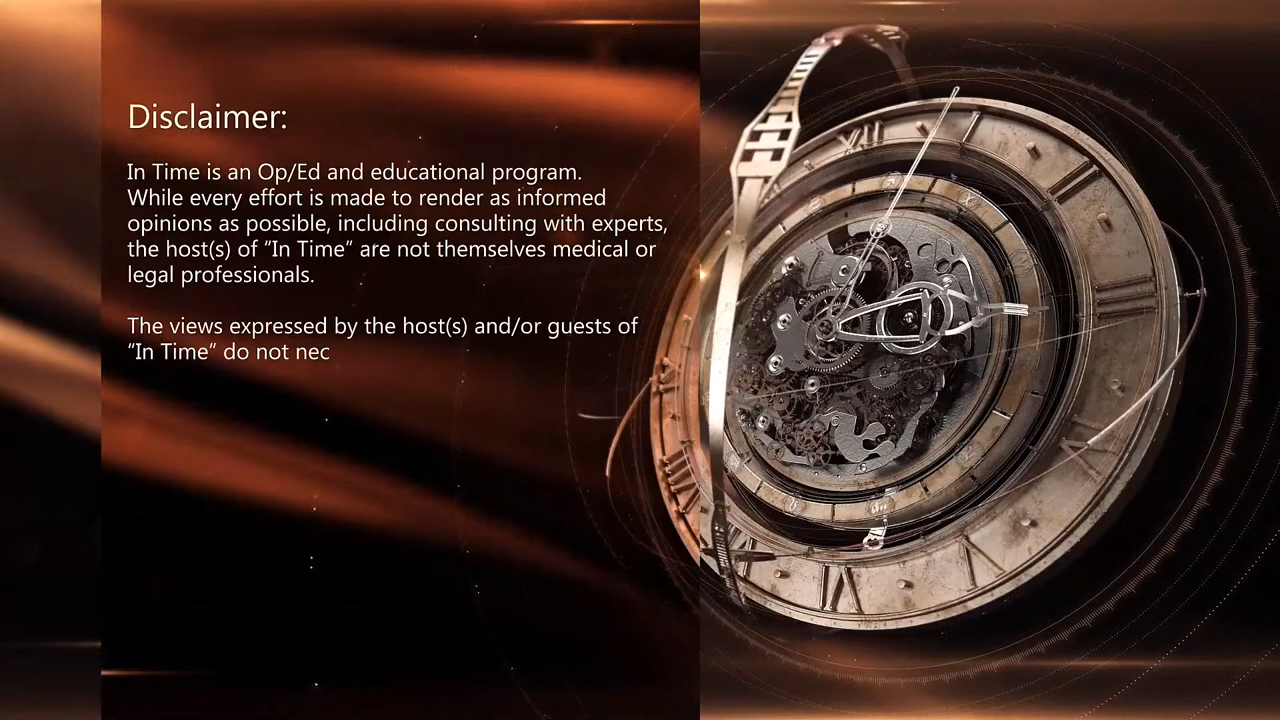 Disclaimer:
In Time is an Op/Ed and educational program.
While every effort is made to render as informed
opinions as possible, including consulting with experts,
the host(s) of “In Time” are not themselves medical or
legal professionals.
The views expressed by the host(s) and/or guests of
“In Time” do not nec